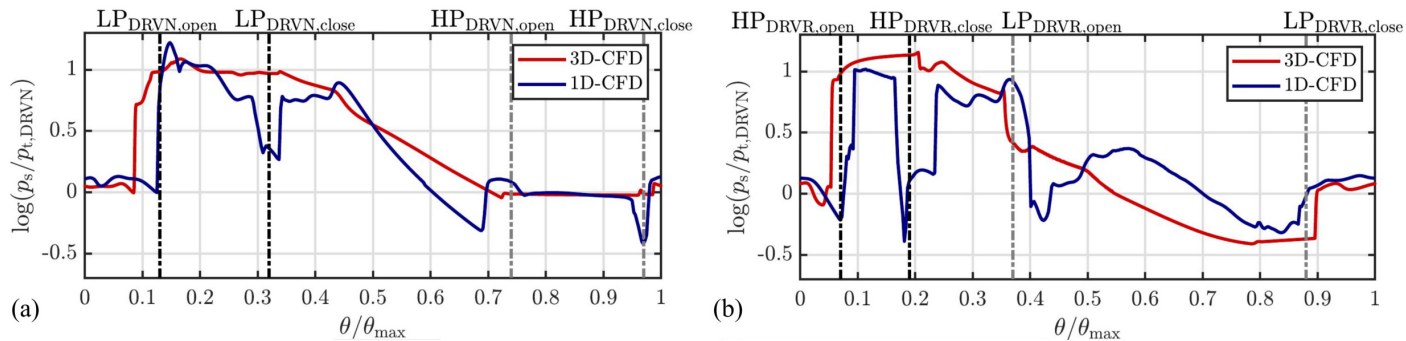 LP_DRVN,open LP_DRVN,close HP_DRVN,open HP_DRVN,close
3D-CFD
1D-CFD
log(p_s/p_t,DRVN)
1
0.5
0
-0.5
0 0.1 0.2 0.3 0.4 0.5 0.6 0.7 0.8 0.9 1
θ/θ_max
(a)
HP_DRVR,open HP_DRVR,close LP_DRVR,open LP_DRVR,close
3D-CFD
1D-CFD
log(p_s/p_t,DRVN)
1
0.5
0
-0.5
0 0.1 0.2 0.3 0.4 0.5 0.6 0.7 0.8 0.9 1
θ/θ_max
(b)